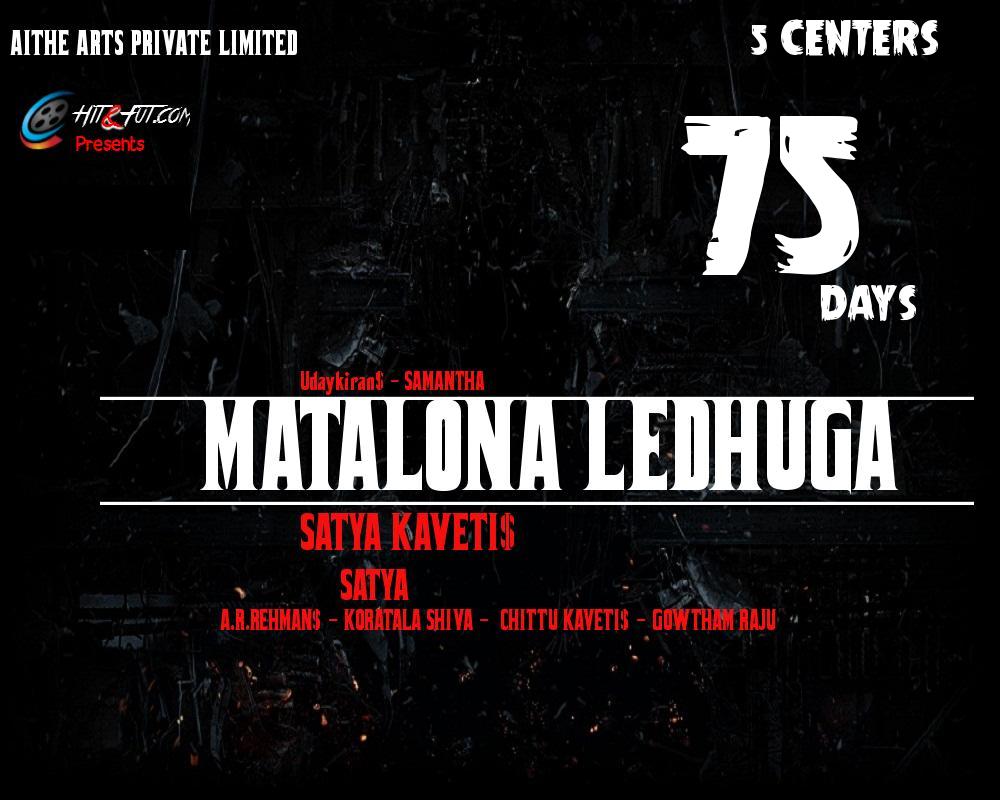 AITHE ARTS PRIVATE LIMITED
5 CENTERS
HIT&FUT.COM
Presents
75
DAYS
Udaykiran$ - SAMANTHA
MATALONA LEDHUGA
SATYA KAVETI$
SATYA
A.R.REHMAN$ - KORATALA SHIVA - CHITTU KAVETI$ - GOWTHAM RAJU